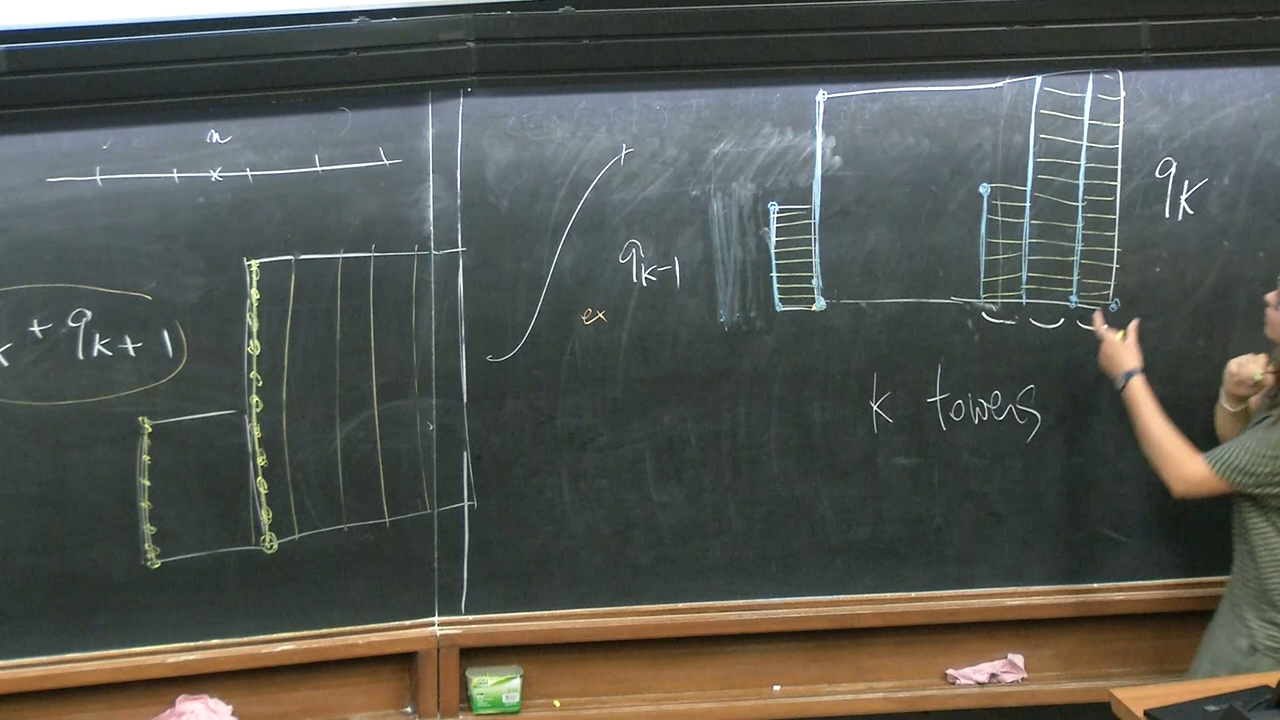 n
+ q_{k+1}
q_{k-1}
ex
q_k
k towers